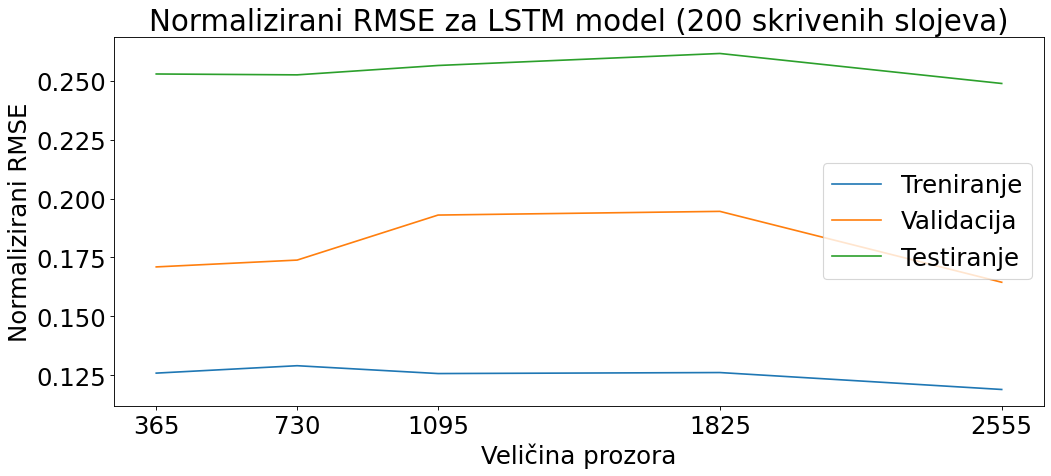 Normalizirani RMSE za LSTM model (200 skrivenih slojeva)
Normalizirani RMSE
0.250
0.225
0.200
0.175
0.150
0.125
Treniranje
Validacija
Testiranje
365 730 1095 1825 2555
Veličina prozora